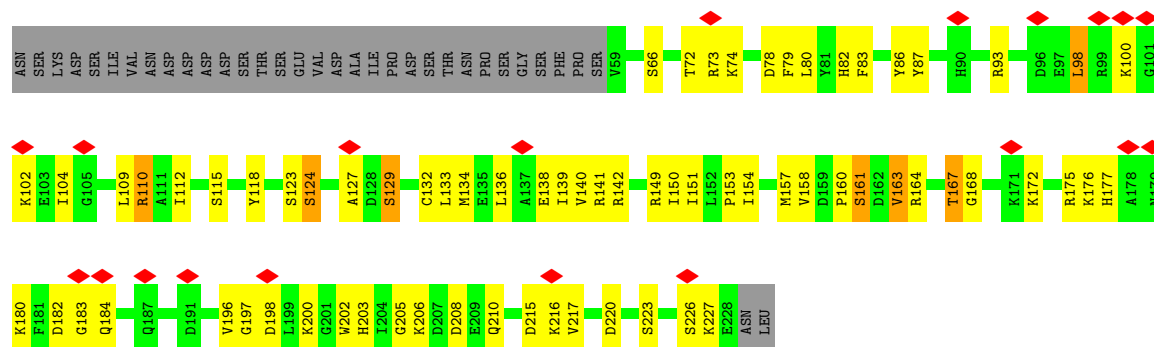 ASN SER LYS ASP SER ILE VAL ASN ASP ASP ASP ASP SER THR SER GLU VAL ASP ALA ILE PRO ASP SER THR ASN PRO SER GLY SER PHE PRO SER V59 S66 T72 R73 K74 D78 F79 L80 Y81 H82 F83 Y86 Y87 H90 R93 D96 E97 L98 R99 K100 G101
K102 E103 I104 G105 L109 R110 A111 I112 S115 Y118 S123 S124 A127 D128 S129 C132 L133 M134 E135 L136 A137 E138 I139 V140 R141 R142 R149 I150 I151 L152 P153 I154 M157 V158 D159 P160 S161 D162 V163 R164 T167 G168 K171 K172 R175 K176 H177 A178 N179
K180 F181 D182 G183 Q184 Q187 D191 V196 G197 D198 L199 K200 G201 W202 H203 I204 G205 K206 D207 D208 E209 Q210 D215 K216 V217 D220 S223 S226 K227 E228 ASN LEU